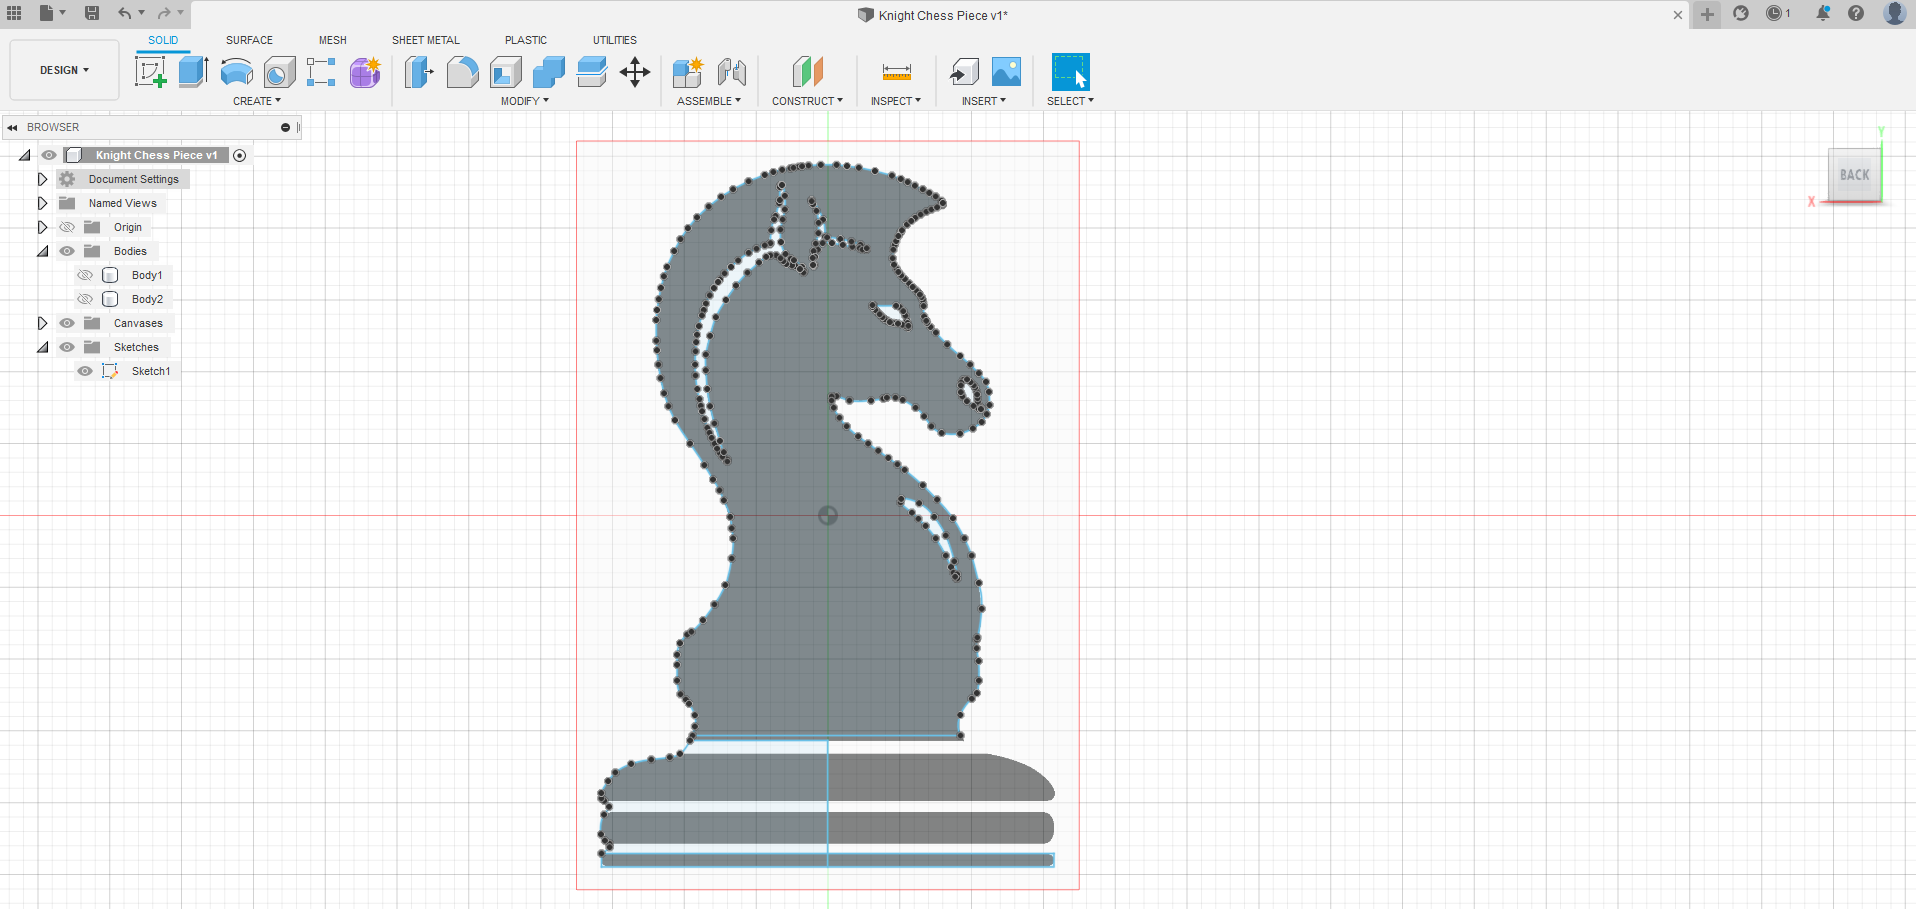 Knight Chess Piece v1*
1
SOLID SURFACE MESH SHEET METAL PLASTIC UTILITIES
DESIGN
CREATE MODIFY ASSEMBLE CONSTRUCT INSPECT INSERT SELECT
BROWSER
Knight Chess Piece v1
Document Settings
Named Views
Origin
Bodies
Body1
Body2
Canvases
Sketches
Sketch1
Y
BACK
X